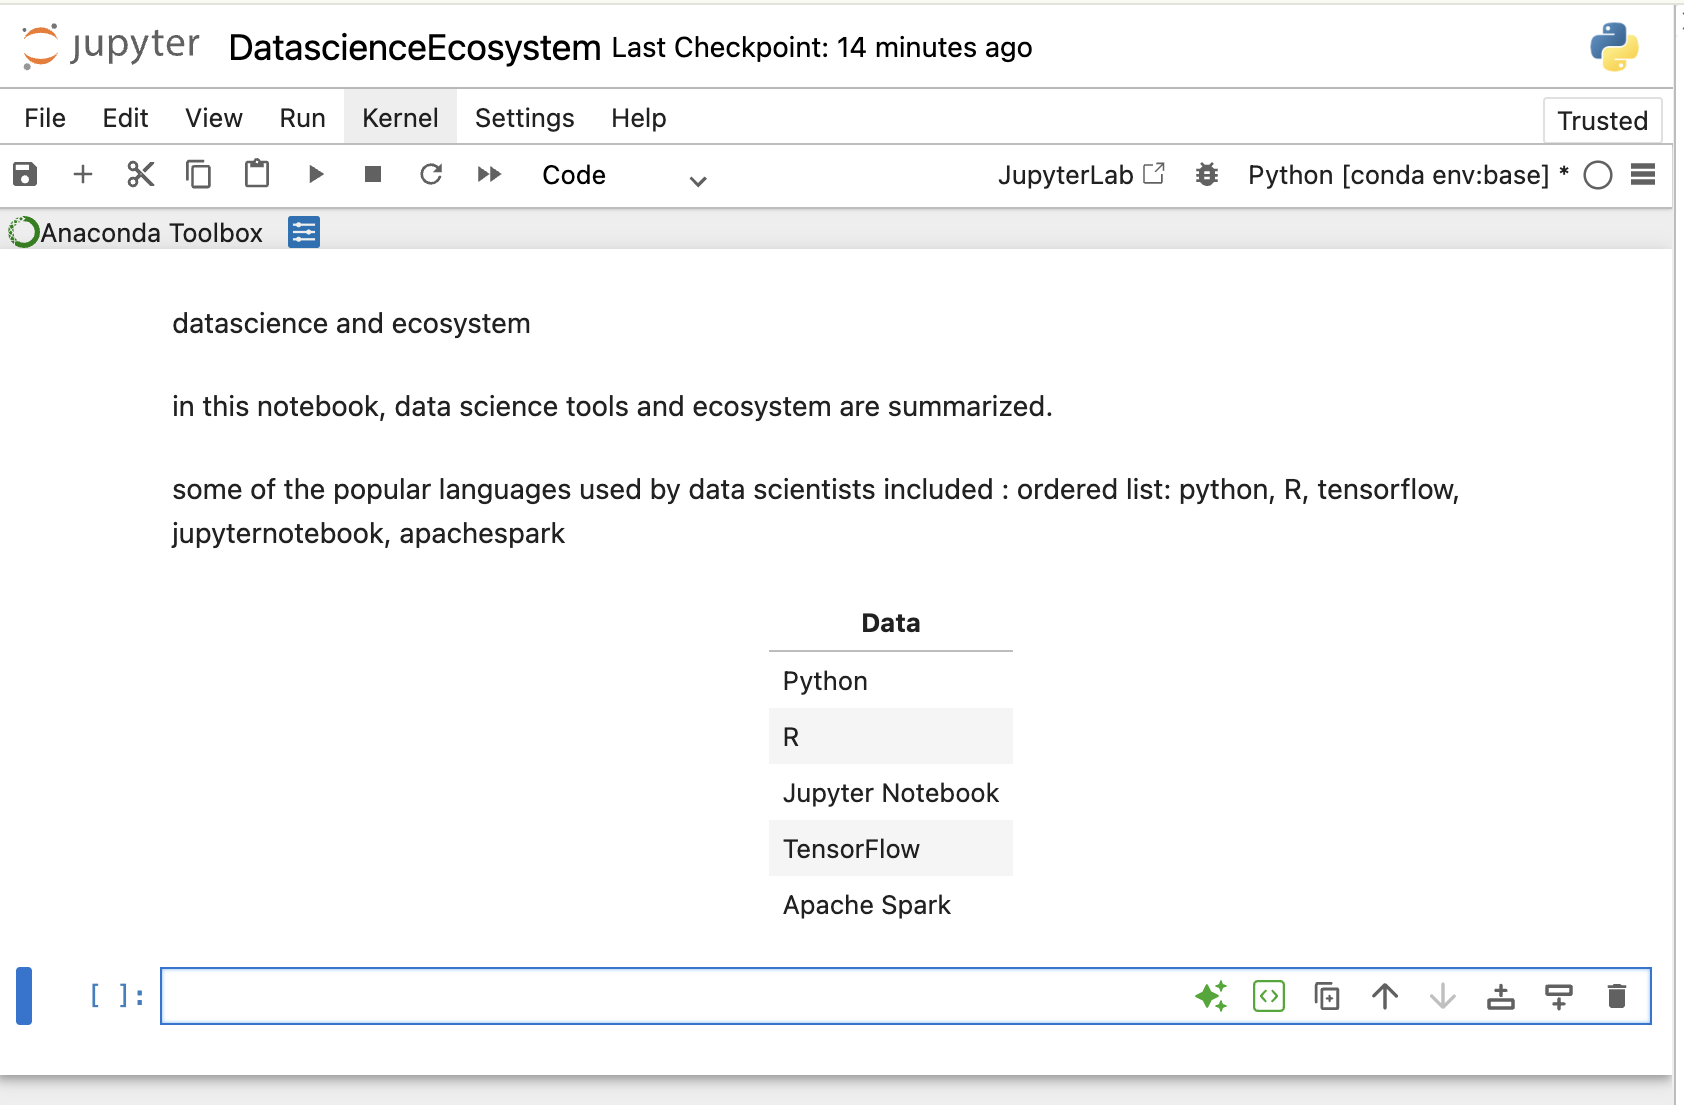 jupyter DatascienceEcosystem Last Checkpoint: 14 minutes ago
File Edit View Run Kernel Settings Help Trusted
Code JupyterLab Python [conda env:base] *
Anaconda Toolbox
datascience and ecosystem
in this notebook, data science tools and ecosystem are summarized.
some of the popular languages used by data scientists included : ordered list: python, R, tensorflow,
jupyternotebook, apachespark
Data
Python
R
Jupyter Notebook
TensorFlow
Apache Spark
[ ]: